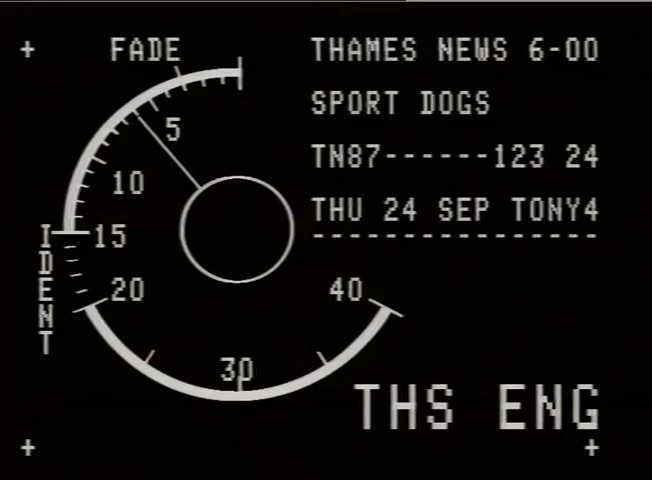 FADE
THAMES NEWS 6-00
SPORT DOGS
5
TN87------123 24
10
THU 24 SEP TONY4
----------------
15
IDENT
20
40
30
THS ENG